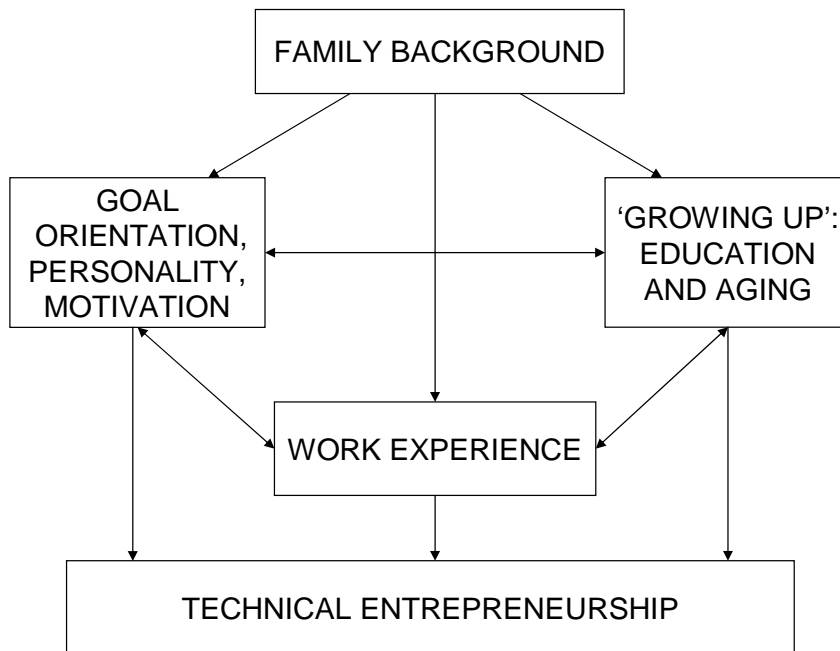 FAMILY BACKGROUND
GOAL
ORIENTATION,
PERSONALITY,
MOTIVATION
‘GROWING UP’:
EDUCATION
AND AGING
WORK EXPERIENCE
TECHNICAL ENTREPRENEURSHIP